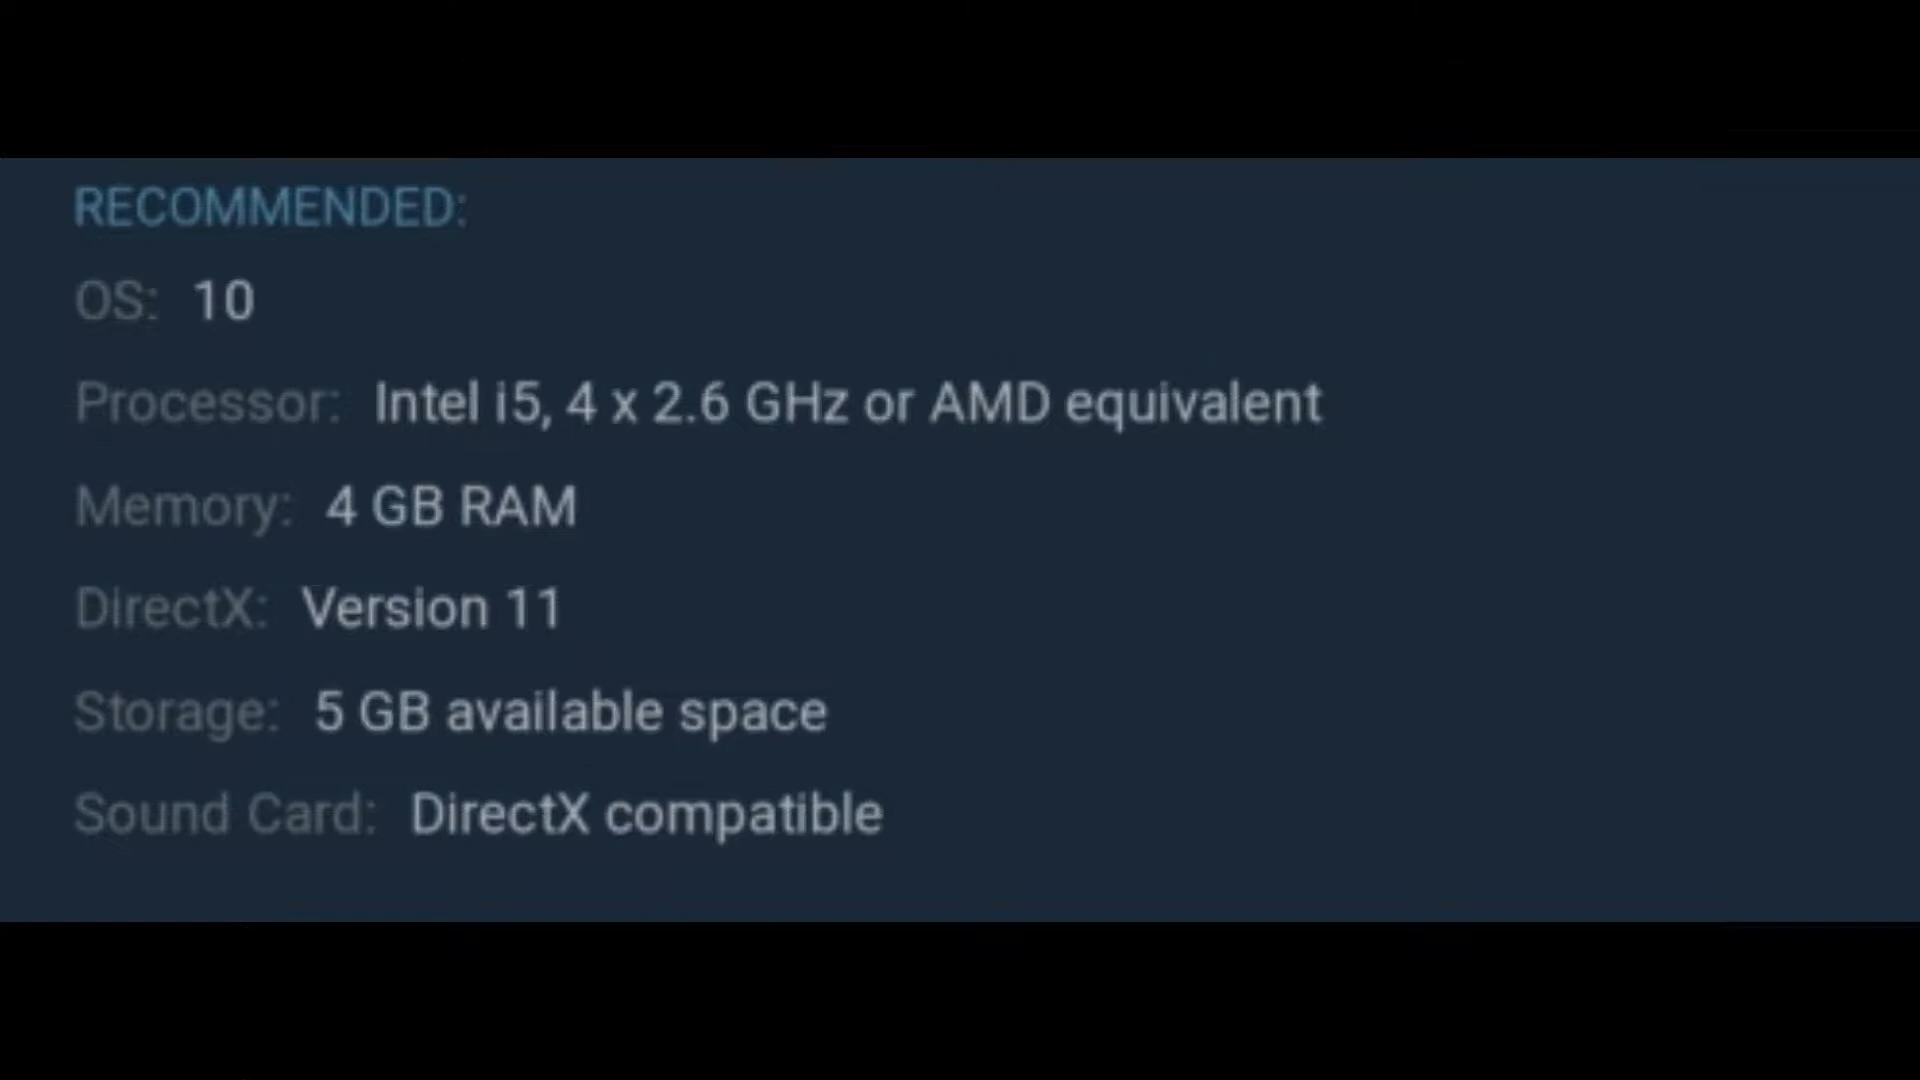 RECOMMENDED:
OS: 10
Processor: Intel i5, 4 x 2.6 GHz or AMD equivalent
Memory: 4 GB RAM
DirectX: Version 11
Storage: 5 GB available space
Sound Card: DirectX compatible